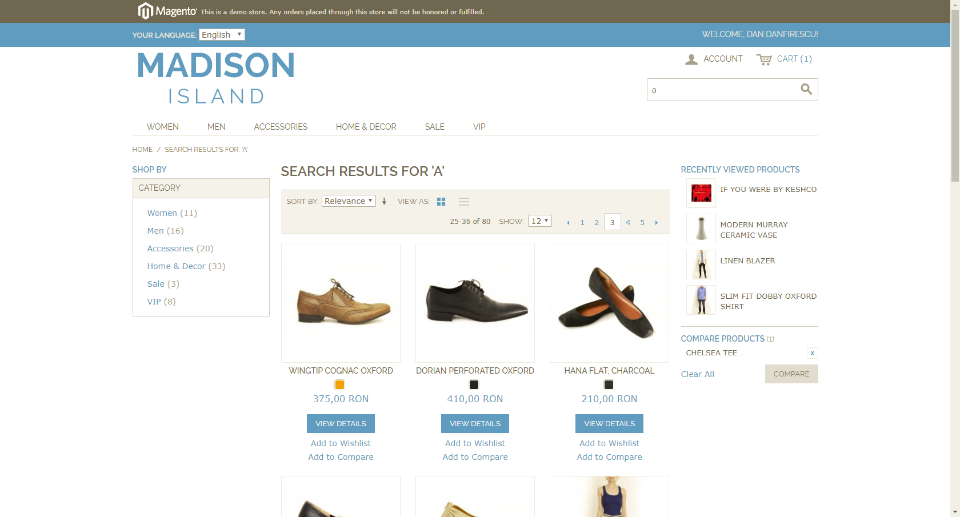 Magento This is a demo store. Any orders placed through this store will not be honored or fulfilled.
YOUR LANGUAGE: English
WELCOME, DAN DANFIRESCU!
MADISON
ISLAND
ACCOUNT CART (1)
a
WOMEN MEN ACCESSORIES HOME & DECOR SALE VIP
HOME / SEARCH RESULTS FOR: 'A'
SHOP BY
CATEGORY
Women (11)
Men (16)
Accessories (20)
Home & Decor (33)
Sale (3)
VIP (8)
SEARCH RESULTS FOR 'A'
SORT BY: Relevance VIEW AS:
25-36 of 80 SHOW: 12 1 2 3 4 5
WINGTIP COGNAC OXFORD
375,00 RON
VIEW DETAILS
Add to Wishlist
Add to Compare
DORIAN PERFORATED OXFORD
410,00 RON
VIEW DETAILS
Add to Wishlist
Add to Compare
HANA FLAT, CHARCOAL
210,00 RON
VIEW DETAILS
Add to Wishlist
Add to Compare
RECENTLY VIEWED PRODUCTS
IF YOU WERE BY KESHCO
MODERN MURRAY
CERAMIC VASE
LINEN BLAZER
SLIM FIT DOBBY OXFORD
SHIRT
COMPARE PRODUCTS (1)
CHELSEA TEE x
Clear All COMPARE